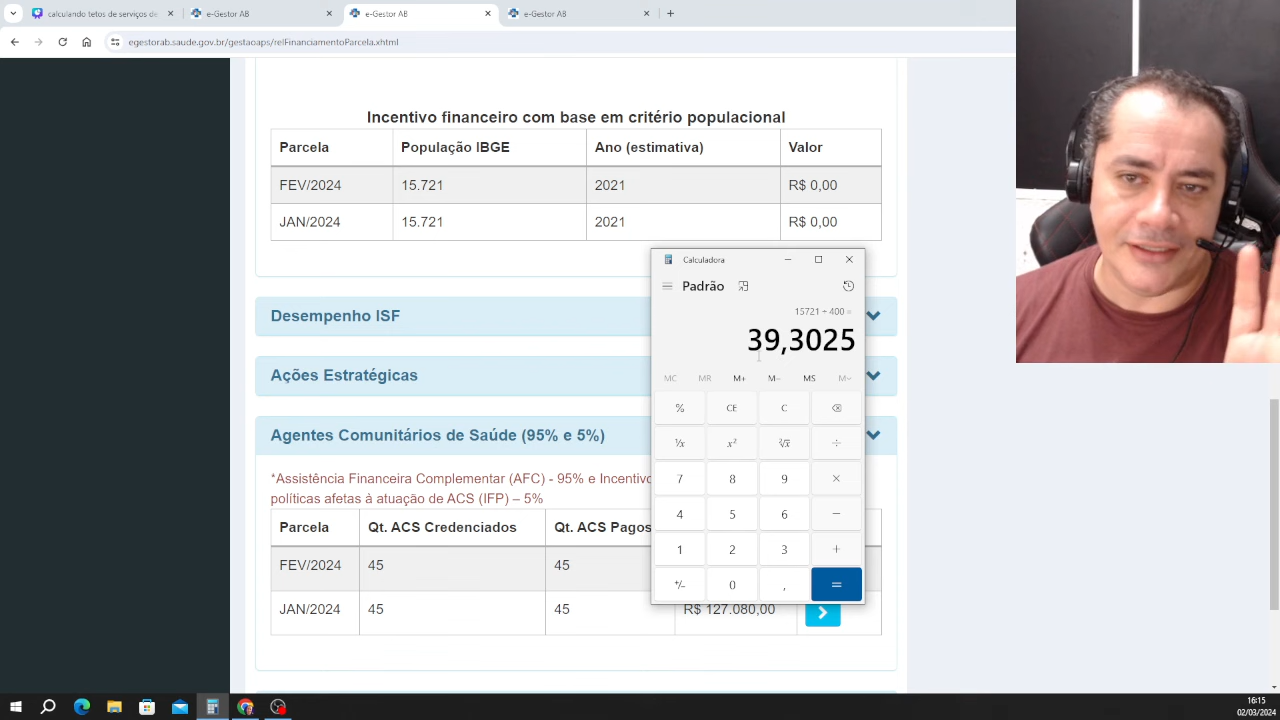 calculando tetos de serviços de
e-Gestor AB
e-Gestor AB
e-Gestor AB
egestorab.saude.gov.br/gestaoaps/relFinanciamentoParcela.xhtml
Incentivo financeiro com base em critério populacional
Parcela População IBGE Ano (estimativa) Valor
FEV/2024 15.721 2021 R$ 0,00
JAN/2024 15.721 2021 R$ 0,00
Desempenho ISF
Ações Estratégicas
Agentes Comunitários de Saúde (95% e 5%)
*Assistência Financeira Complementar (AFC) - 95% e Incentivo
políticas afetas á atuação de ACS (IFP) – 5%
Parcela Qt. ACS Credenciados Qt. ACS Pagos
FEV/2024 45 45
JAN/2024 45 45 R$ 127.080,00
Calculadora
Padrão
15721 ÷ 400 =
39,3025
MC MR M+ M− MS M˅
% CE C
¹/x x² ²√x ÷
7 8 9 ×
4 5 6 −
1 2 3 +
+/− 0 , =
16:15
02/03/2024